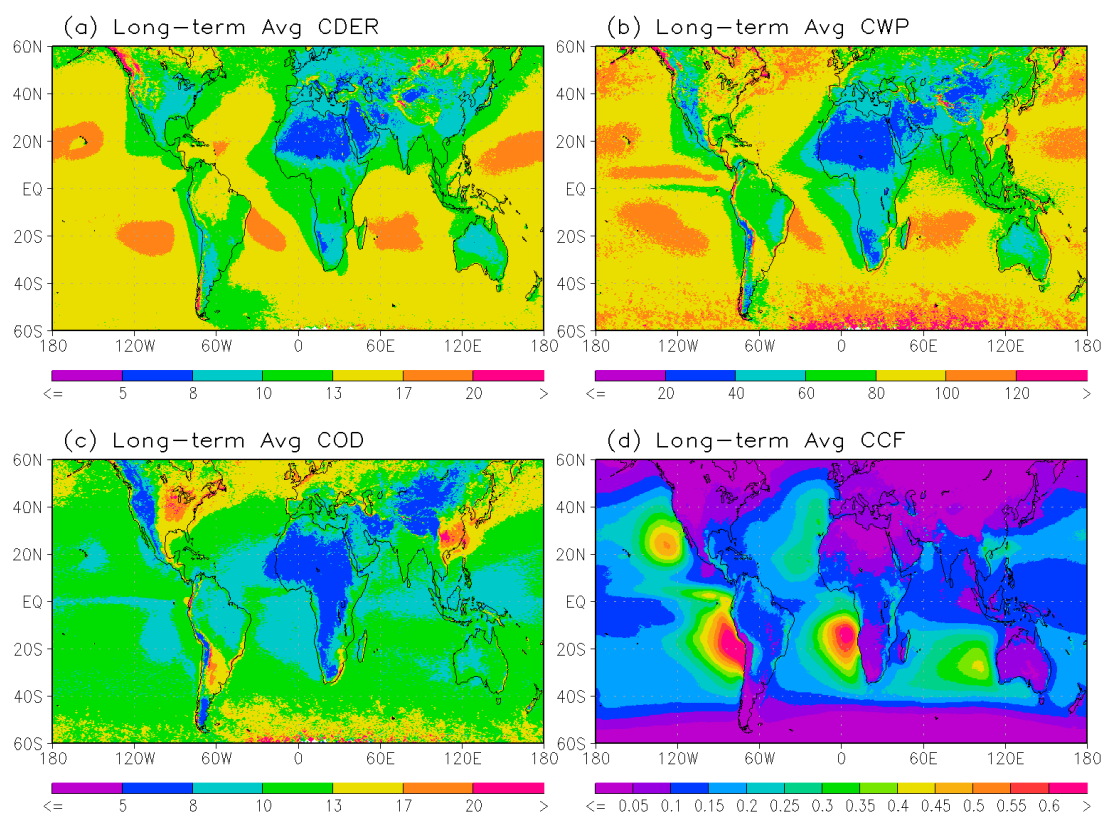 (a) Long-term Avg CDER
(b) Long-term Avg CWP
60N
40N
20N
EQ
20S
40S
60S
180 120W 60W 0 60E 120E 180
<= 5 8 10 13 17 20 >
60N
40N
20N
EQ
20S
40S
60S
180 120W 60W 0 60E 120E 180
<= 20 40 60 80 100 120 >
(c) Long-term Avg COD
(d) Long-term Avg CCF
60N
40N
20N
EQ
20S
40S
60S
180 120W 60W 0 60E 120E 180
<= 5 8 10 13 17 20 >
60N
40N
20N
EQ
20S
40S
60S
180 120W 60W 0 60E 120E 180
<= 0.05 0.1 0.15 0.2 0.25 0.3 0.35 0.4 0.45 0.5 0.55 0.6 >